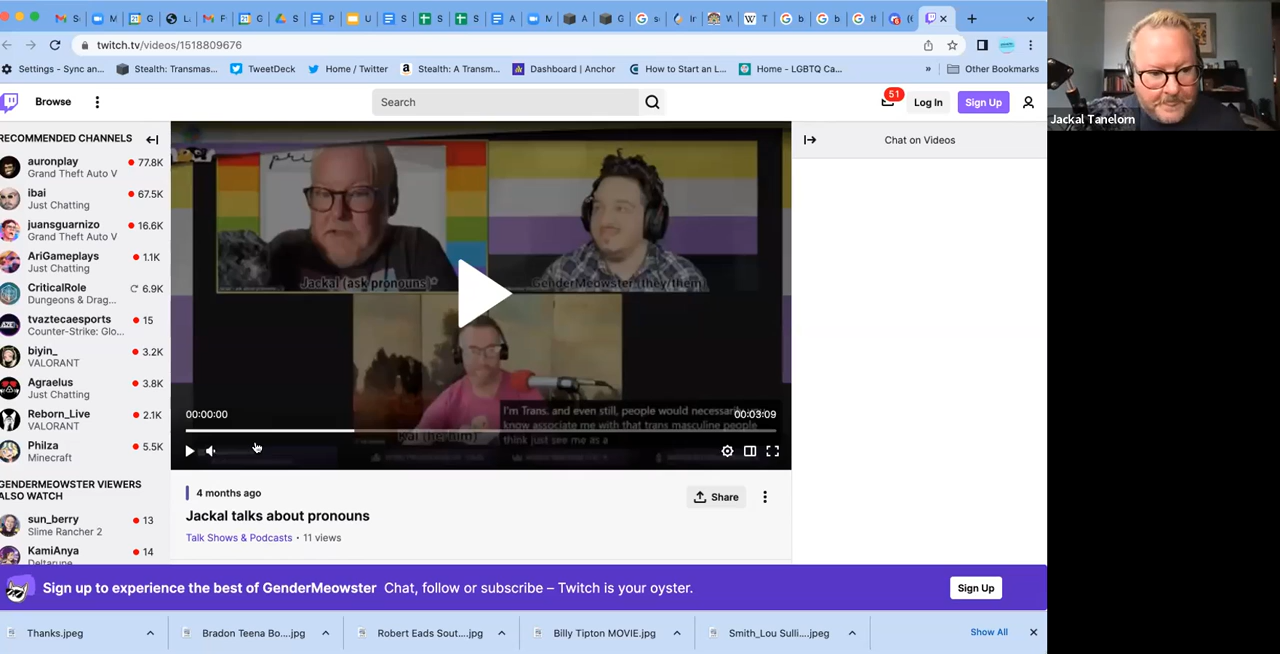 twitch.tv/videos/1518809676
Settings - Sync an...
Stealth: Transmas...
TweetDeck
Home / Twitter
Stealth: A Transm...
Dashboard | Anchor
How to Start an L...
Home - LGBTQ Ca...
»
Other Bookmarks
Browse
Search
51
Log In
Sign Up
Jackal Tanelorn
RECOMMENDED CHANNELS
Chat on Videos
auronplay
77.8K
Grand Theft Auto V
ibai
67.5K
Just Chatting
juansguarnizo
16.6K
Grand Theft Auto V
AriGameplays
1.1K
Just Chatting
CriticalRole
6.9K
Dungeons & Drag...
tvaztecaesports
15
Counter-Strike: Glo...
biyin_
3.2K
VALORANT
Agraelus
3.8K
Just Chatting
Reborn_Live
2.1K
VALORANT
Philza
5.5K
Minecraft
GENDERMEOWSTER VIEWERS
ALSO WATCH
sun_berry
13
Slime Rancher 2
KamiAnya
14
Deltarune
Jackal (ask pronouns)*
GenderMeowster (they/them)
I'm Trans. and even still, people would necessarily
know associate me with that trans masculine people
think just see me as a
Kai (he/him)
00:00:00
00:03:09
4 months ago
Share
Jackal talks about pronouns
Talk Shows & Podcasts · 11 views
Sign up to experience the best of GenderMeowster Chat, follow or subscribe – Twitch is your oyster.
Sign Up
Thanks.jpeg
Bradon Teena Bo....jpg
Robert Eads Sout....jpg
Billy Tipton MOVIE.jpg
Smith_Lou Sulli....jpeg
Show All